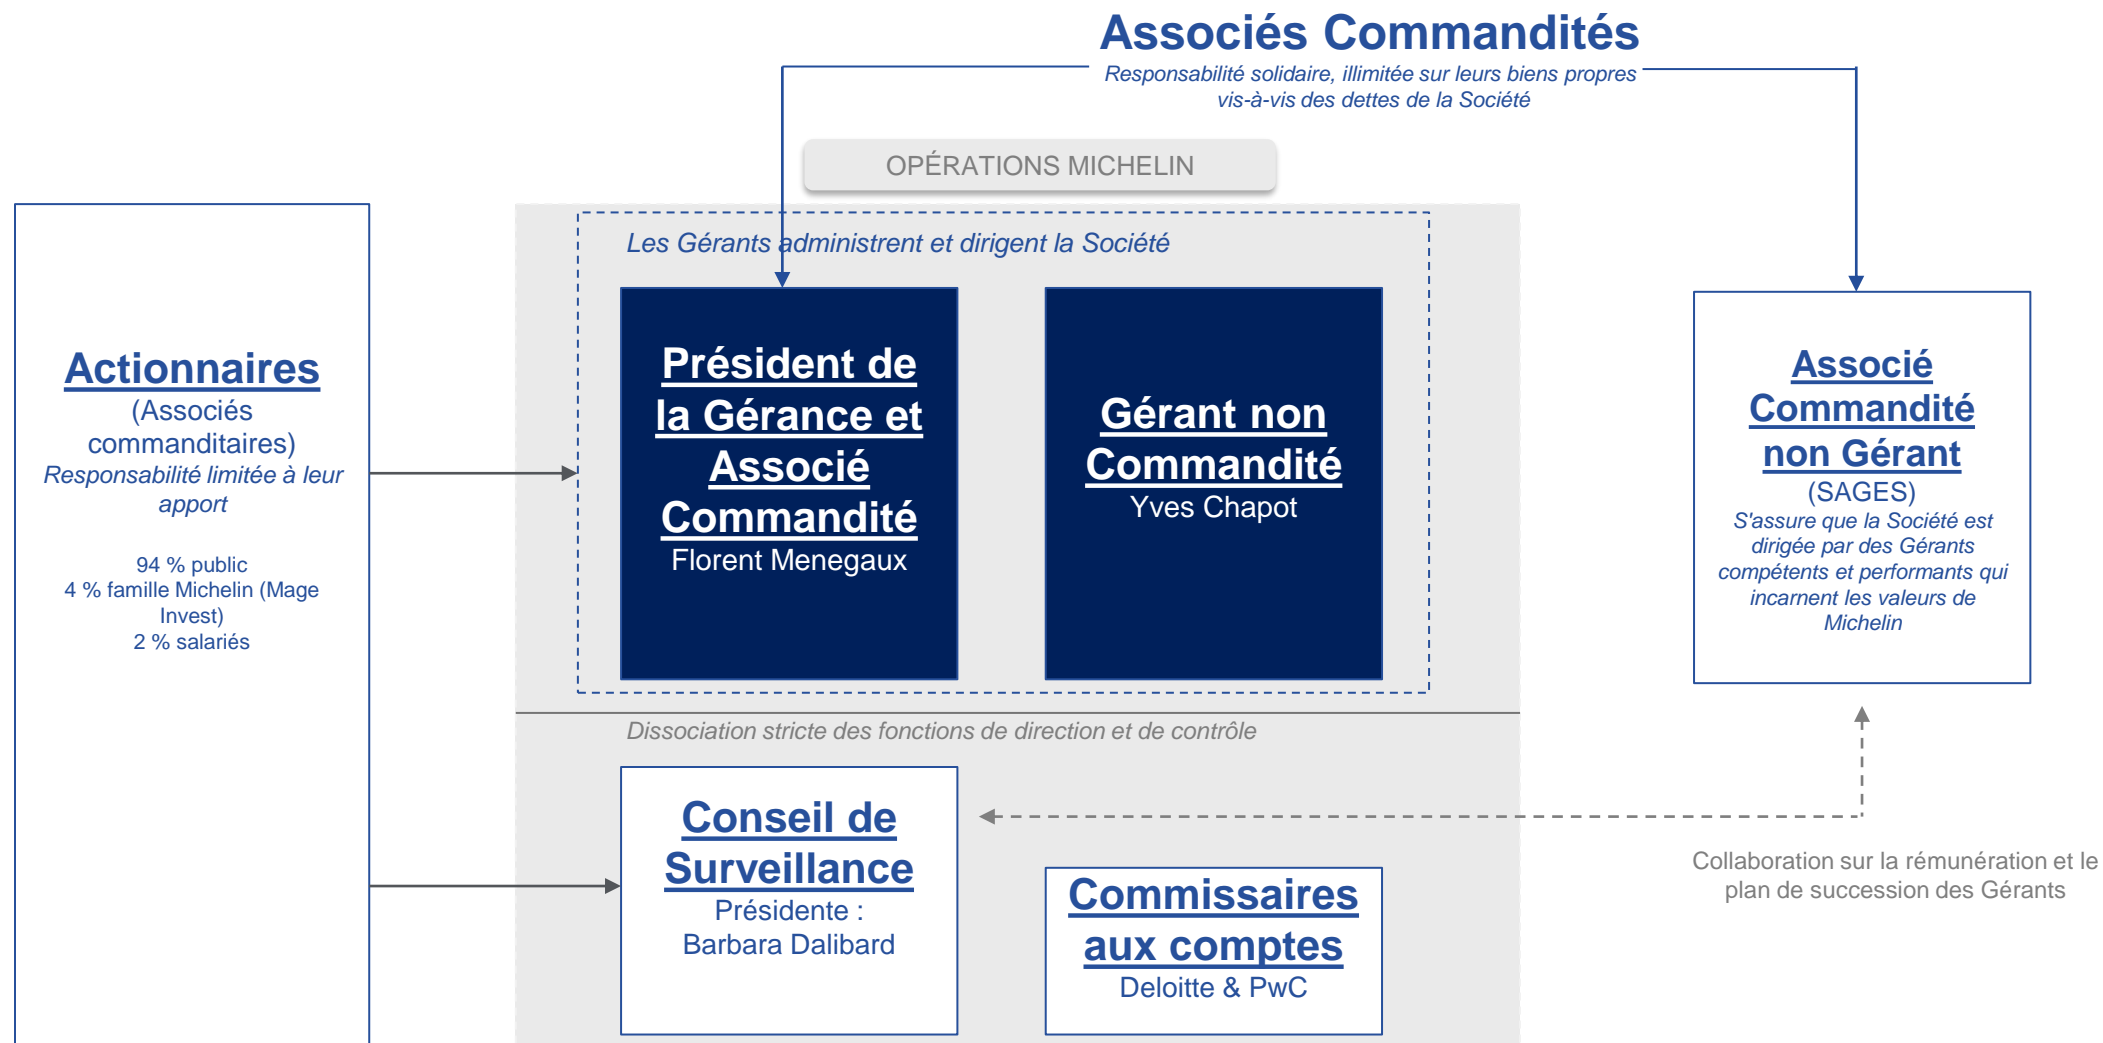 Associés Commandités
Responsabilité solidaire, illimitée sur leurs biens propres
vis-à-vis des dettes de la Société
OPÉRATIONS MICHELIN
Actionnaires
(Associés
commanditaires)
Responsabilité limitée à leur
apport
94 % public
4 % famille Michelin (Mage
Invest)
2 % salariés
Les Gérants administrent et dirigent la Société
Président de
la Gérance et
Associé
Commandité
Florent Menegaux
Gérant non
Commandité
Yves Chapot
Associé
Commandité
non Gérant
(SAGES)
S'assure que la Société est
dirigée par des Gérants
compétents et performants qui
incarnent les valeurs de
Michelin
Dissociation stricte des fonctions de direction et de contrôle
Conseil de
Surveillance
Présidente :
Barbara Dalibard
Commissaires
aux comptes
Deloitte & PwC
Collaboration sur la rémunération et le
plan de succession des Gérants